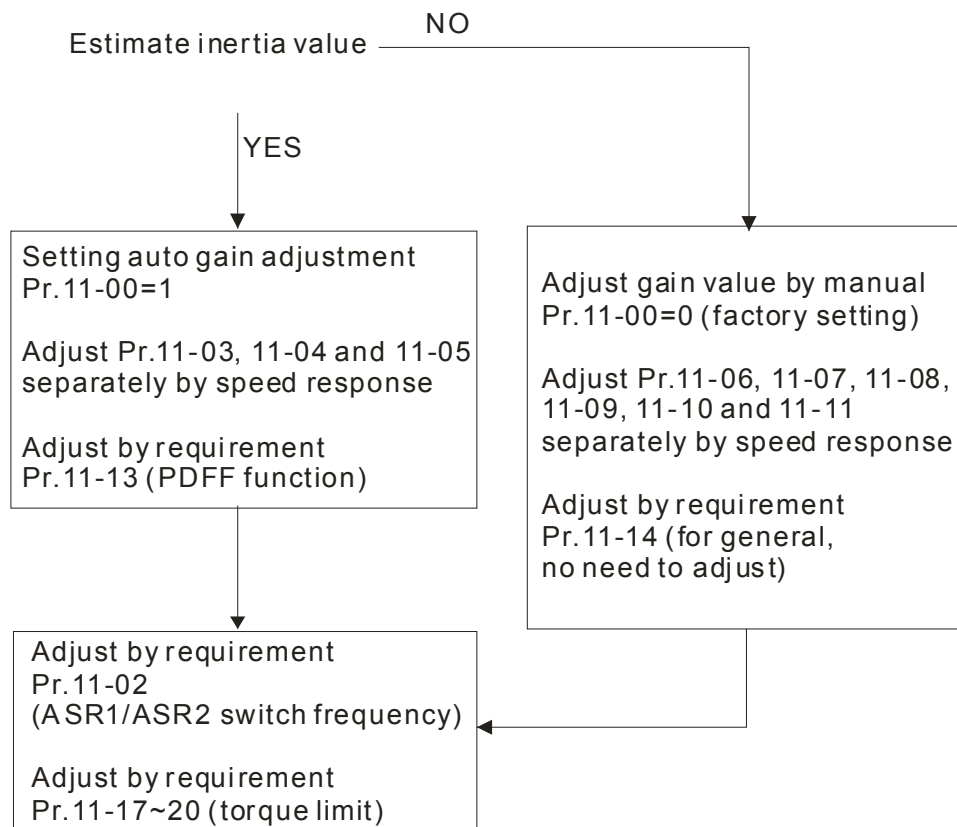 NO
Estimate inertia value
YES
Setting auto gain adjustment
Pr.11-00=1
Adjust Pr.11-03, 11-04 and 11-05
separately by speed response
Adjust by requirement
Pr.11-13 (PDFF function)
Adjust gain value by manual
Pr.11-00=0 (factory setting)
Adjust Pr.11-06, 11-07, 11-08,
11-09, 11-10 and 11-11
separately by speed response
Adjust by requirement
Pr.11-14 (for general,
no need to adjust)
Adjust by requirement
Pr.11-02
(ASR1/ASR2 switch frequency)
Adjust by requirement
Pr.11-17~20 (torque limit)